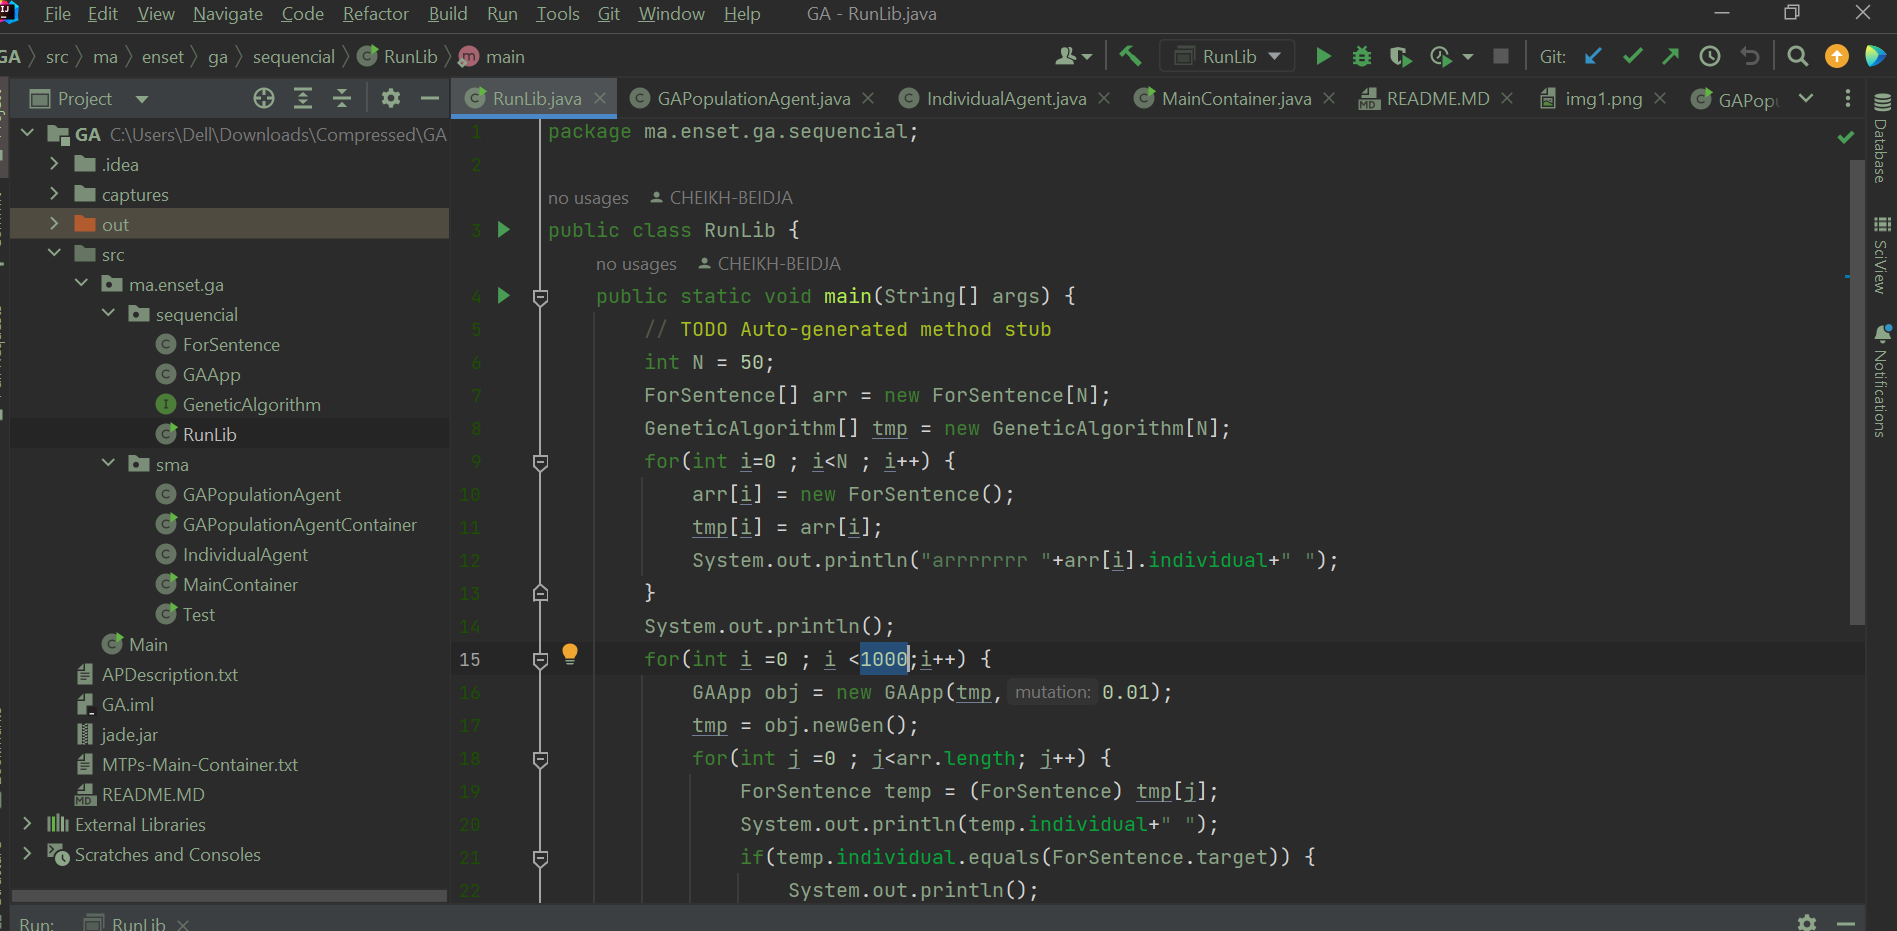 File Edit View Navigate Code Refactor Build Run Tools Git Window Help GA - RunLib.java
GA src ma enset ga sequencial RunLib main RunLib Git:
Project
RunLib.java GAPopulationAgent.java IndividualAgent.java MainContainer.java README.MD img1.png GAPopu
GA C:\Users\Dell\Downloads\Compressed\GA
.idea
captures
out
src
ma.enset.ga
sequencial
ForSentence
GAApp
GeneticAlgorithm
RunLib
sma
GAPopulationAgent
GAPopulationAgentContainer
IndividualAgent
MainContainer
Test
Main
APDescription.txt
GA.iml
jade.jar
MTPs-Main-Container.txt
README.MD
External Libraries
Scratches and Consoles
1 package ma.enset.ga.sequencial;
2
no usages CHEIKH-BEIDJA
3 public class RunLib {
no usages CHEIKH-BEIDJA
4 public static void main(String[] args) {
5 // TODO Auto-generated method stub
6 int N = 50;
7 ForSentence[] arr = new ForSentence[N];
8 GeneticAlgorithm[] tmp = new GeneticAlgorithm[N];
9 for(int i=0 ; i<N ; i++) {
10 arr[i] = new ForSentence();
11 tmp[i] = arr[i];
12 System.out.println("arrrrrrr "+arr[i].individual+" ");
13 }
14 System.out.println();
15 for(int i =0 ; i <1000;i++) {
16 GAApp obj = new GAApp(tmp, mutation: 0.01);
17 tmp = obj.newGen();
18 for(int j =0 ; j<arr.length; j++) {
19 ForSentence temp = (ForSentence) tmp[j];
20 System.out.println(temp.individual+" ");
21 if(temp.individual.equals(ForSentence.target)) {
22 System.out.println();
Database
SciView
Notifications
Run: RunLib